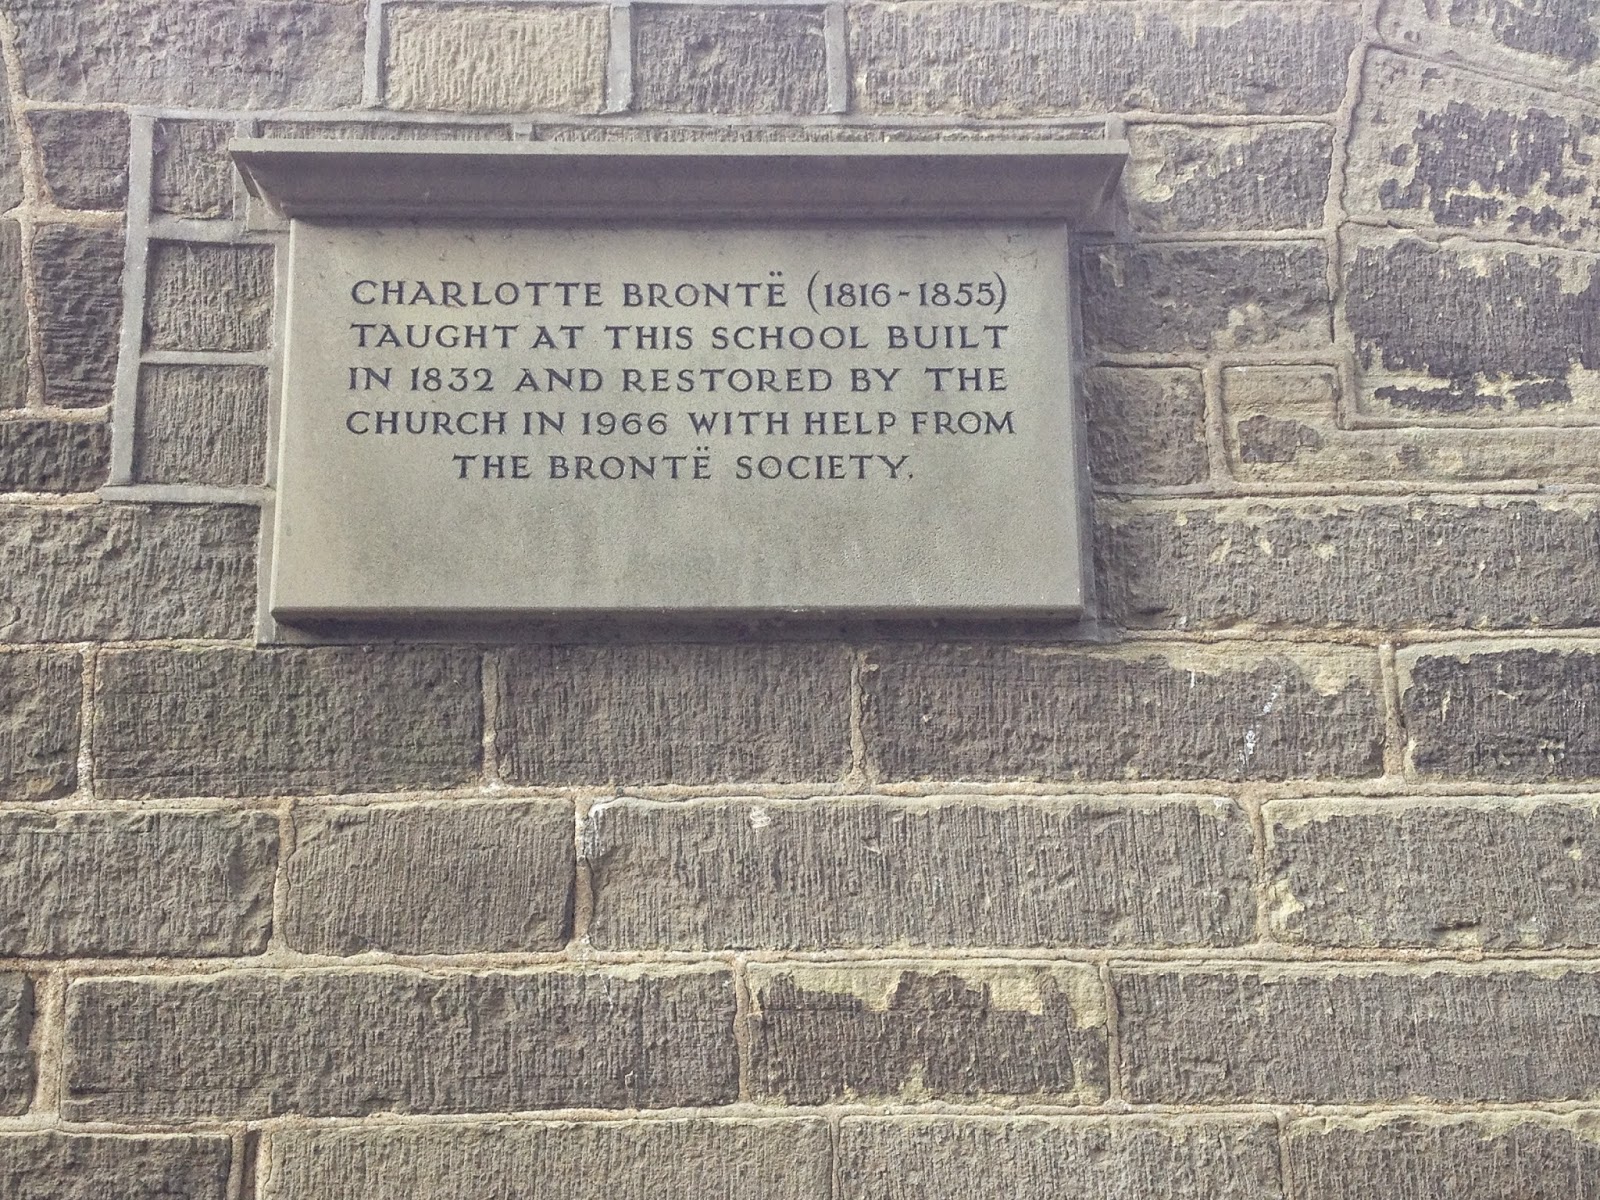 CHARLOTTE BRONTË (1816-1855)
TAUGHT AT THIS SCHOOL BUILT
IN 1832 AND RESTORED BY THE
CHURCH IN 1966 WITH HELP FROM
THE BRONTË SOCIETY.